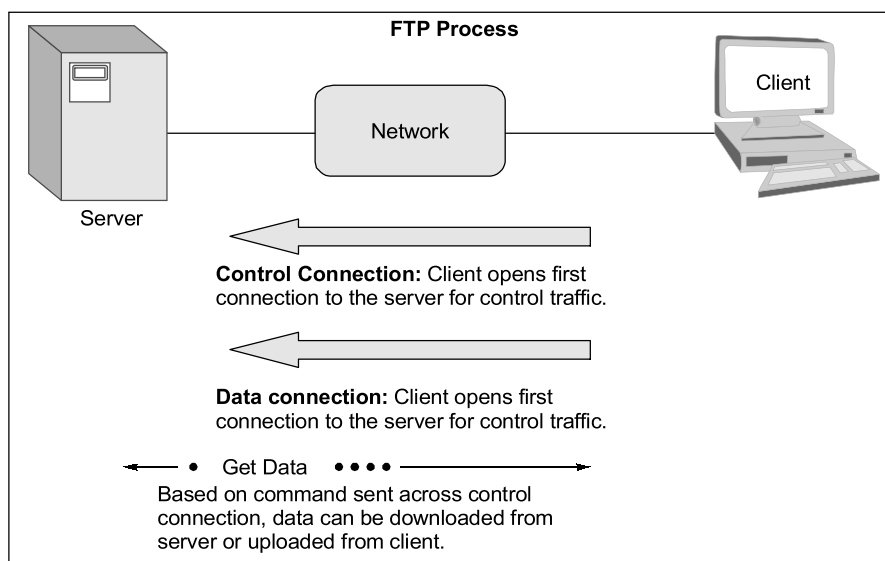 FTP Process
Client
Network
Server
Control Connection: Client opens first
connection to the server for control traffic.
Data connection: Client opens first
connection to the server for control traffic.
Get Data
Based on command sent across control
connection, data can be downloaded from
server or uploaded from client.